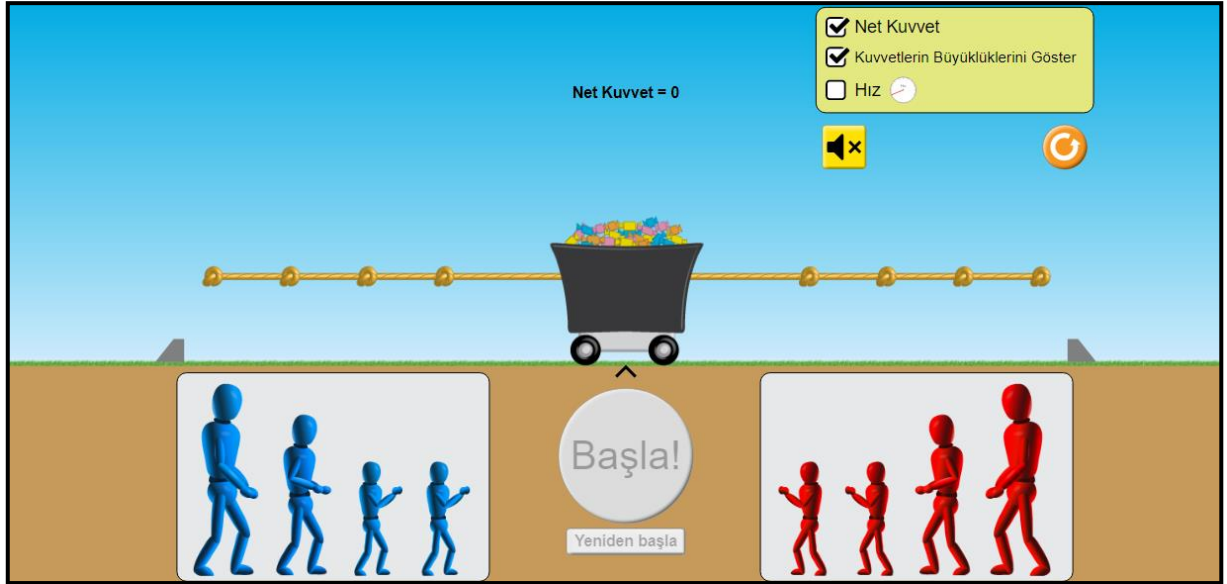 Net Kuvvet
Kuvvetlerin Büyüklüklerini Göster
Hız
Net Kuvvet = 0
Başla!
Yeniden başla